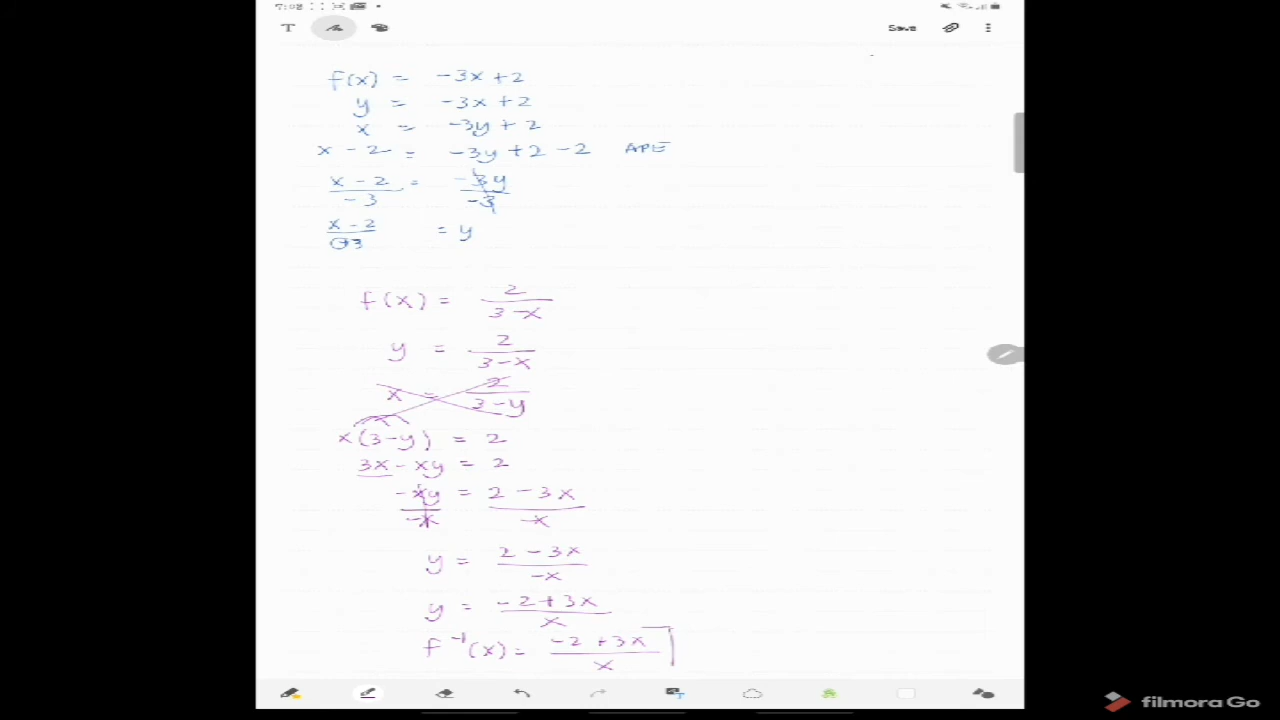 7:08
T
Save
f(x) = -3x + 2
y = -3x + 2
x = -3y + 2
x - 2 = -3y + 2 - 2 APE
x - 2 / -3 = -3y / -3
x - 2 / -3 = y
f(x) = 2 / 3 - x
y = 2 / 3 - x
x = 2 / 3 - y
x(3 - y) = 2
3x - xy = 2
-xy / -x = 2 - 3x / -x
y = 2 - 3x / -x
y = -2 + 3x / x
f⁻¹(x) = -2 + 3x / x
filmora Go